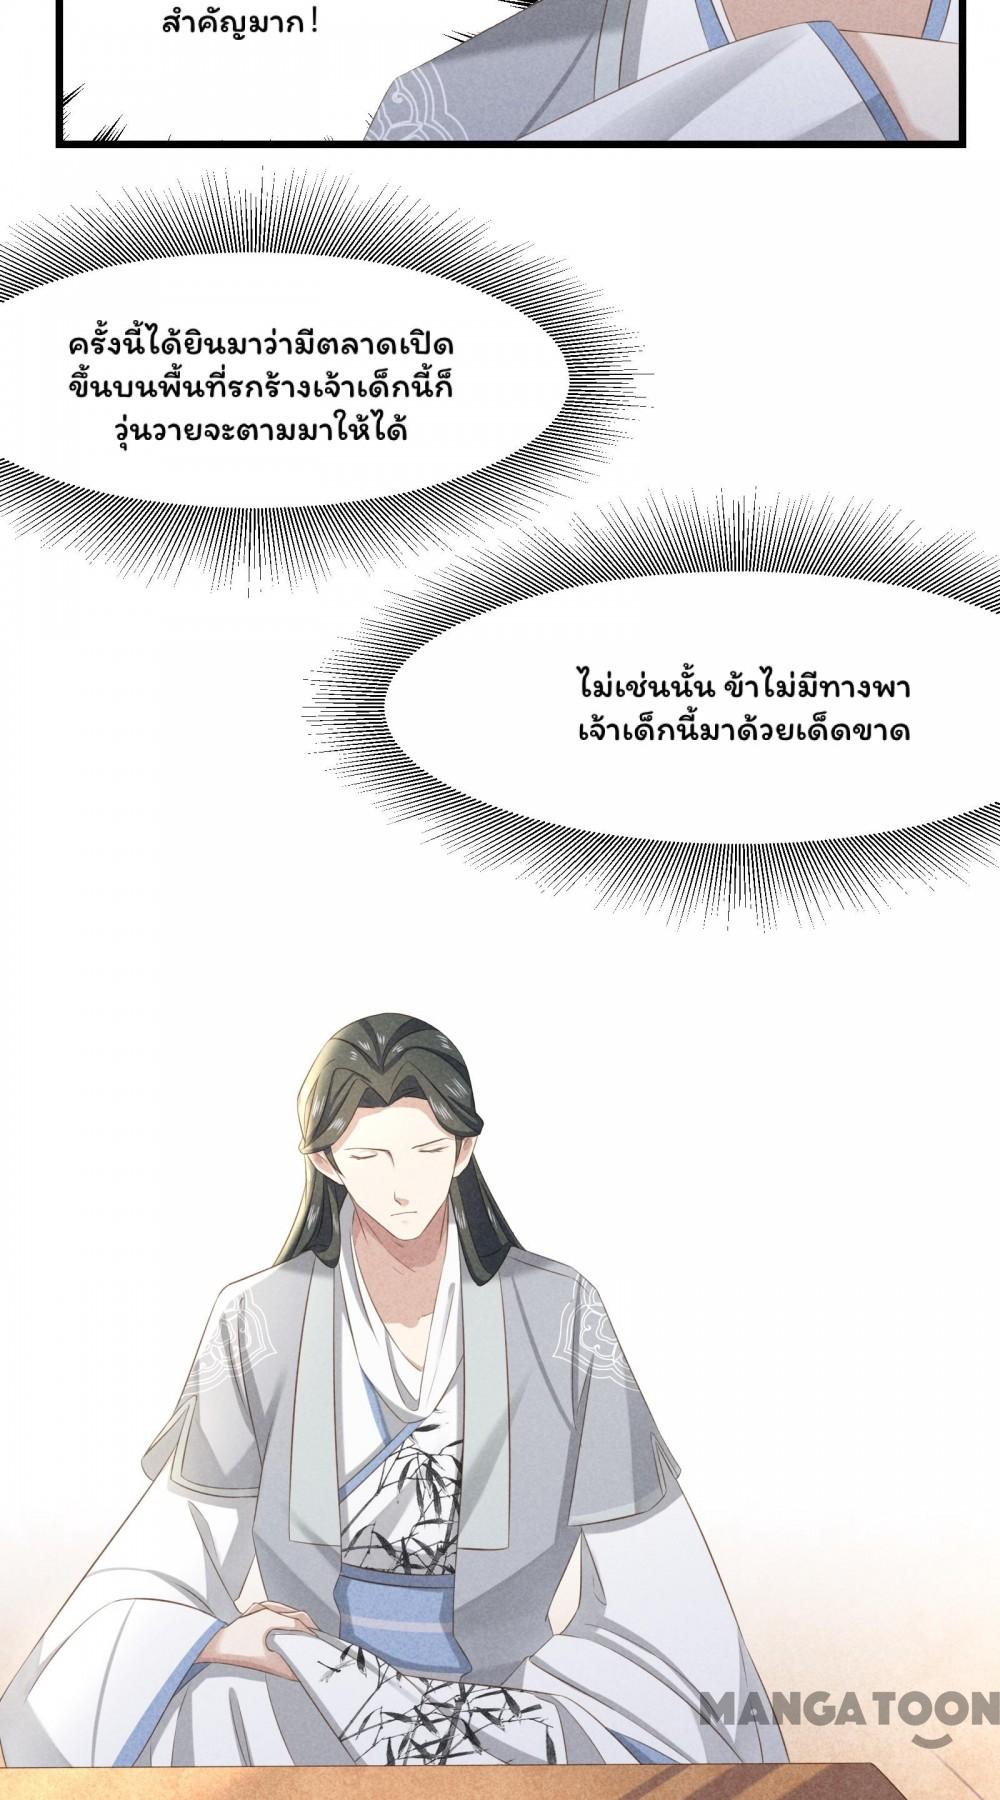 สำคัญมาก!
ครั้งนี้ได้ยินมาว่ามีตลาดเปิด
ขึ้นบนพื้นที่รกร้างเจ้าเด็กนี้ก็
วุ่นวายจะตามมาให้ได้
ไม่เช่นนั้น ข้าไม่มีทางพา
เจ้าเด็กนี้มาด้วยเด็ดขาด
MANGATOON